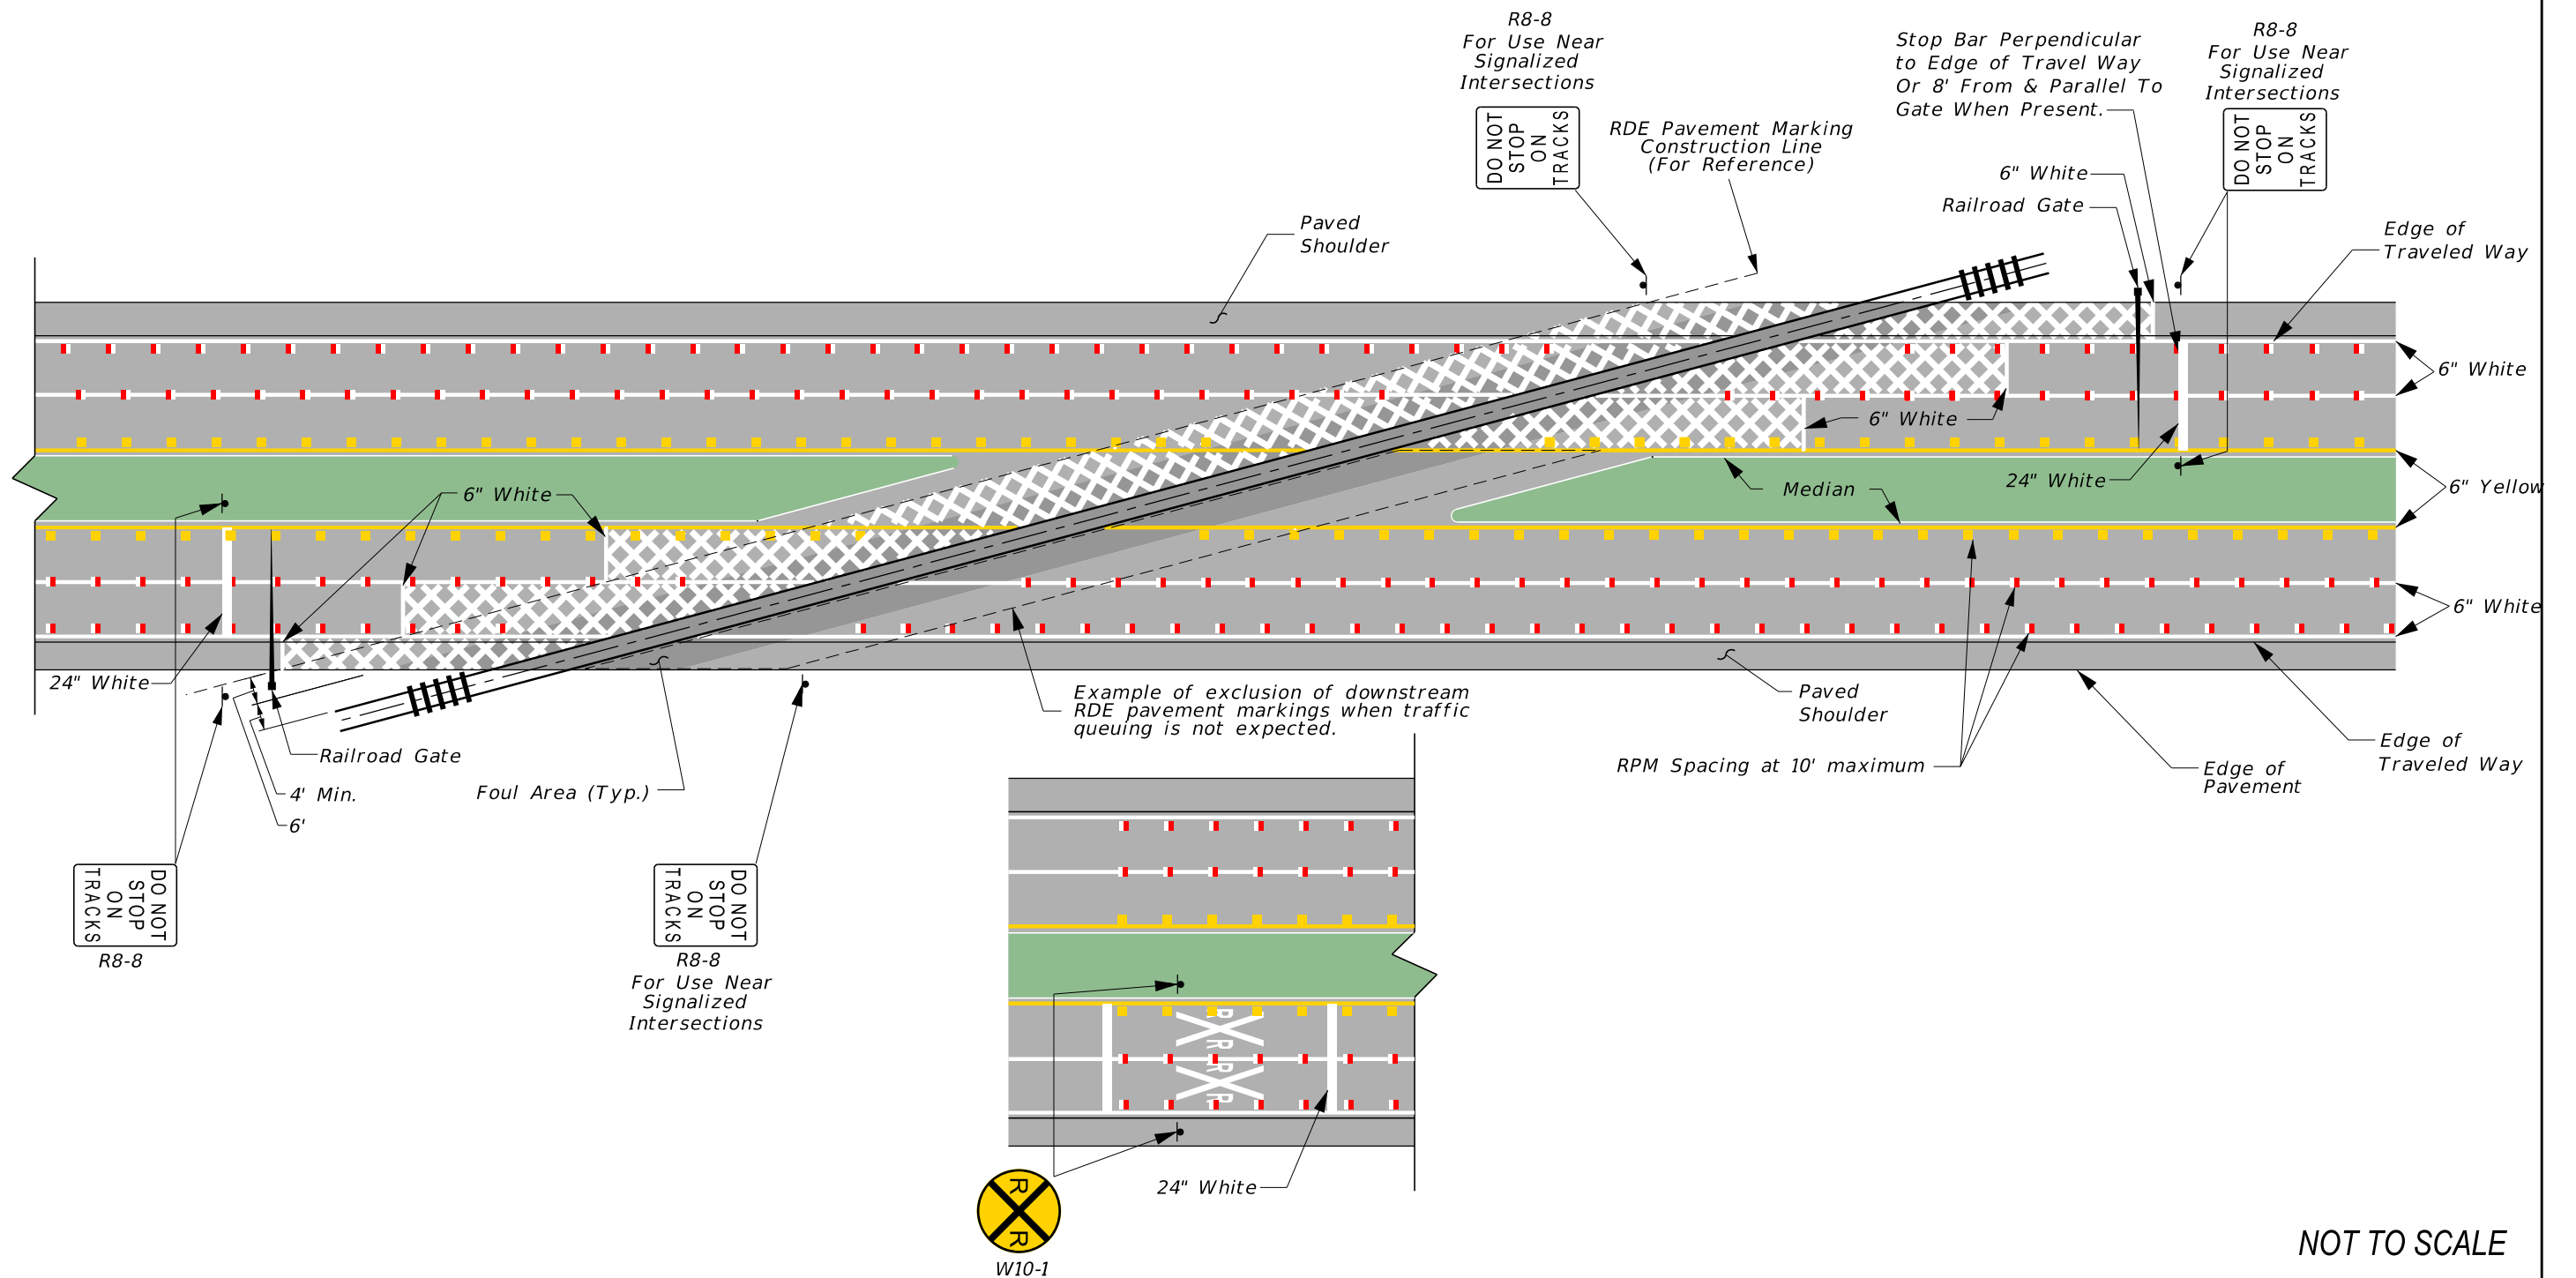 R8-8
For Use Near
Signalized
Intersections
DO NOT
STOP
ON
TRACKS
RDE Pavement Marking
Construction Line
(For Reference)
Stop Bar Perpendicular
to Edge of Travel Way
Or 8' From & Parallel To
Gate When Present.
R8-8
For Use Near
Signalized
Intersections
DO NOT
STOP
ON
TRACKS
6" White
Railroad Gate
Paved
Shoulder
Edge of
Traveled Way
6" White
6" White
24" White
Median
6" Yellow
6" White
6" White
24" White
Railroad Gate
4' Min.
6'
Foul Area (Typ.)
Example of exclusion of downstream
RDE pavement markings when traffic
queuing is not expected.
Paved
Shoulder
RPM Spacing at 10' maximum
Edge of
Pavement
Edge of
Traveled Way
DO NOT
STOP
ON
TRACKS
R8-8
DO NOT
STOP
ON
TRACKS
R8-8
For Use Near
Signalized
Intersections
R R
R R
24" White
R R
W10-1
NOT TO SCALE